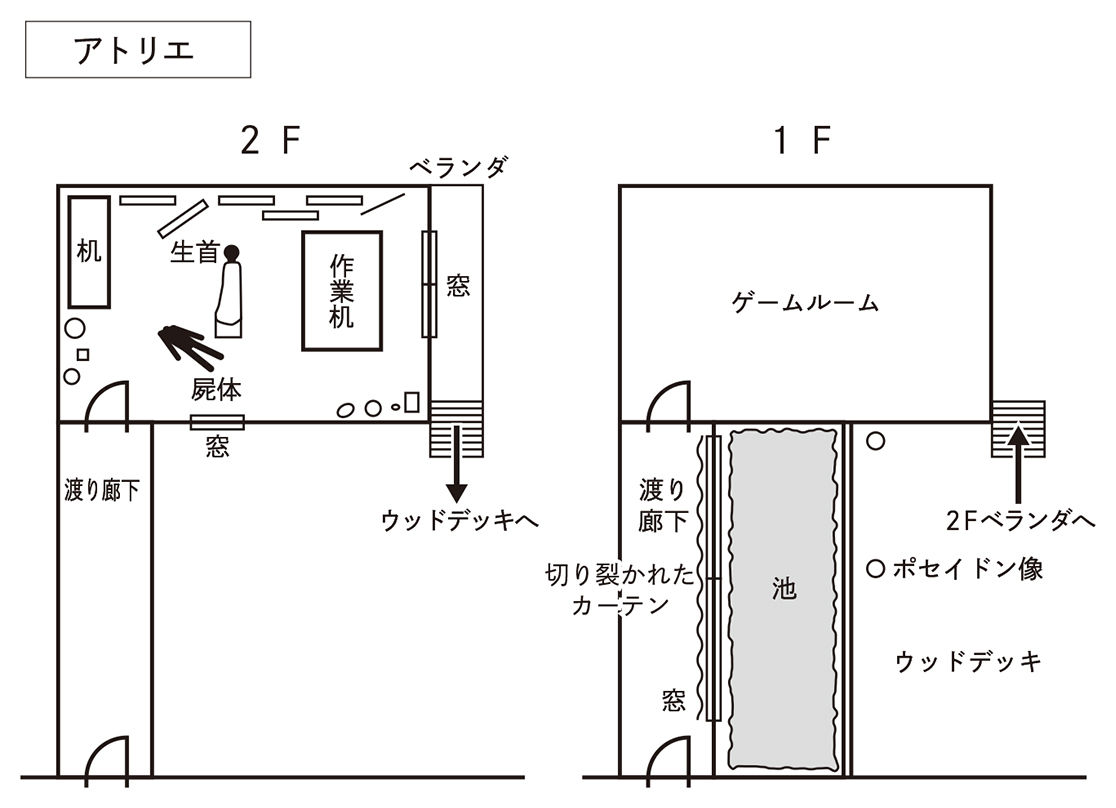 アトリエ
2F
ベランダ
机
生首
作業机
窓
屍体
窓
渡り廊下
ウッドデッキへ
1F
ゲームルーム
渡り
廊下
2Fベランダへ
切り裂かれた
カーテン
池
ポセイドン像
ウッドデッキ
窓